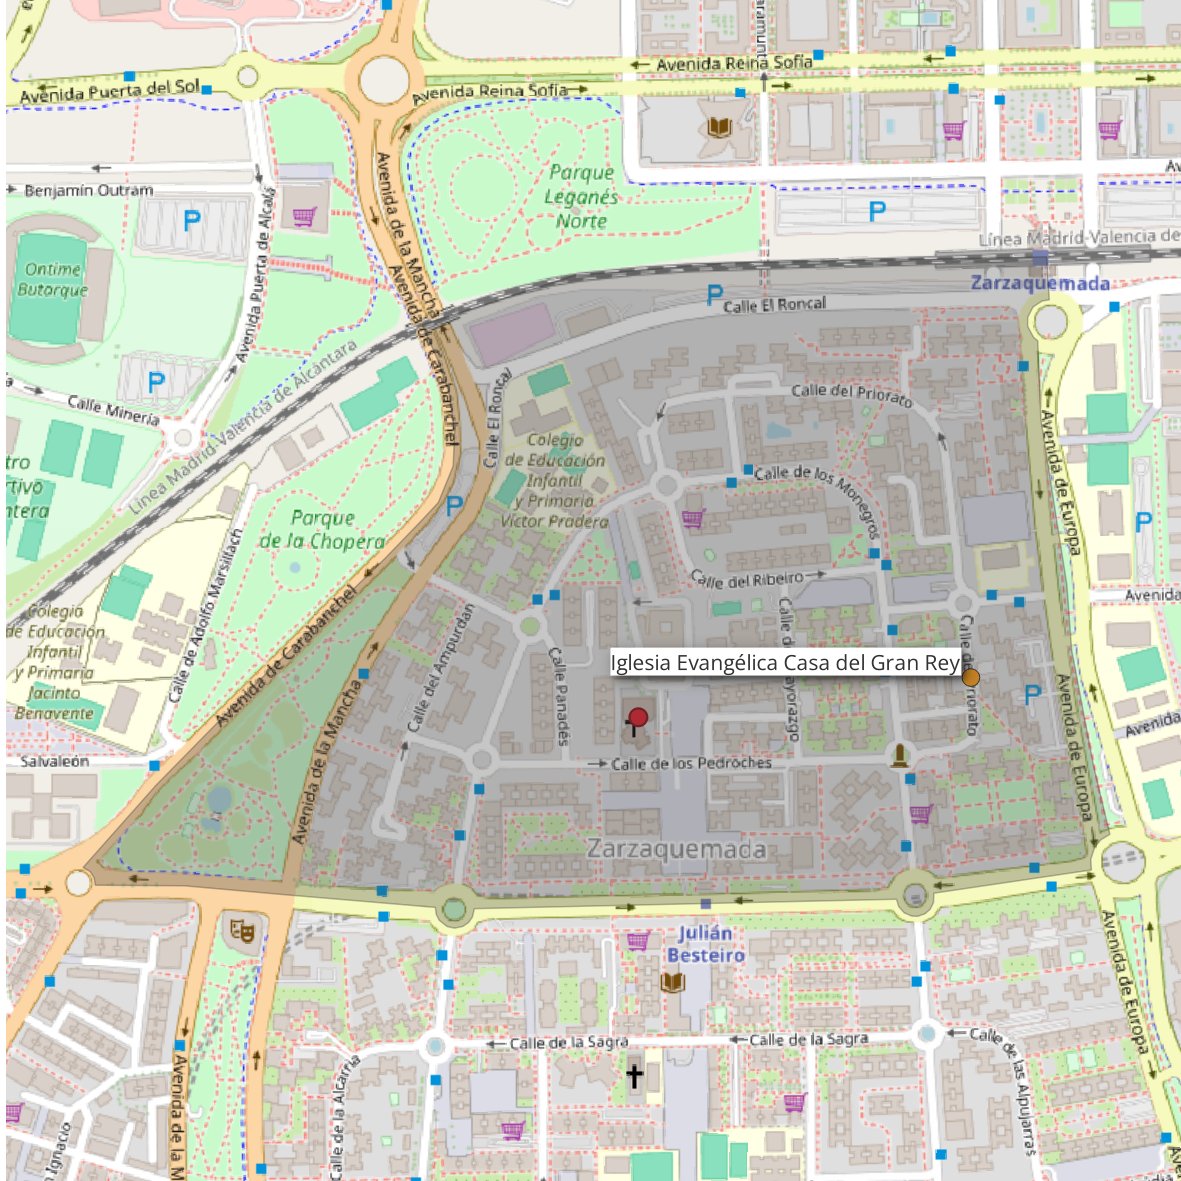 Avenida Puerta del Sol
Avenida Reina Sofía
Avenida Reina Sofía
Benjamín Outram
Avenida Puerta de Alcalá
Avenida de la Mancha
Parque
Leganés
Norte
P
P
Línea Madrid-Valencia de
Zarzaquemada
Ontime
Butarque
P
Calle El Roncal
Avenida de Carabanchel
P
Calle Minería
Línea Madrid-Valencia de Alcántara
Calle El Roncal
Calle del Priorato
Avenida de Europa
Colegio
de Educación
Infantil
y Primaria
Víctor Pradera
Calle de los Monegros
P
P
Parque
de la Chopera
Calle del Ribeiro
Avenida
Colegio
de Educación
Infantil
y Primaria
Jacinto
Benavente
Calle de Adolfo Marsillach
Avenida de Carabanchel
Calle del Ampurdan
Calle Panadés
Iglesia Evangélica Casa del Gran Rey
P
Avenida de Europa
Avenida
Salvaleón
Avenida de la Mancha
Calle de los Pedroches
Zarzaquemada
Julián
Besteiro
Avenida de Europa
Calle de la Sagra
Calle de la Sagra
Calle de las Alpujarras
Calle de la Alcarria
Avenida de la M
Ignacio